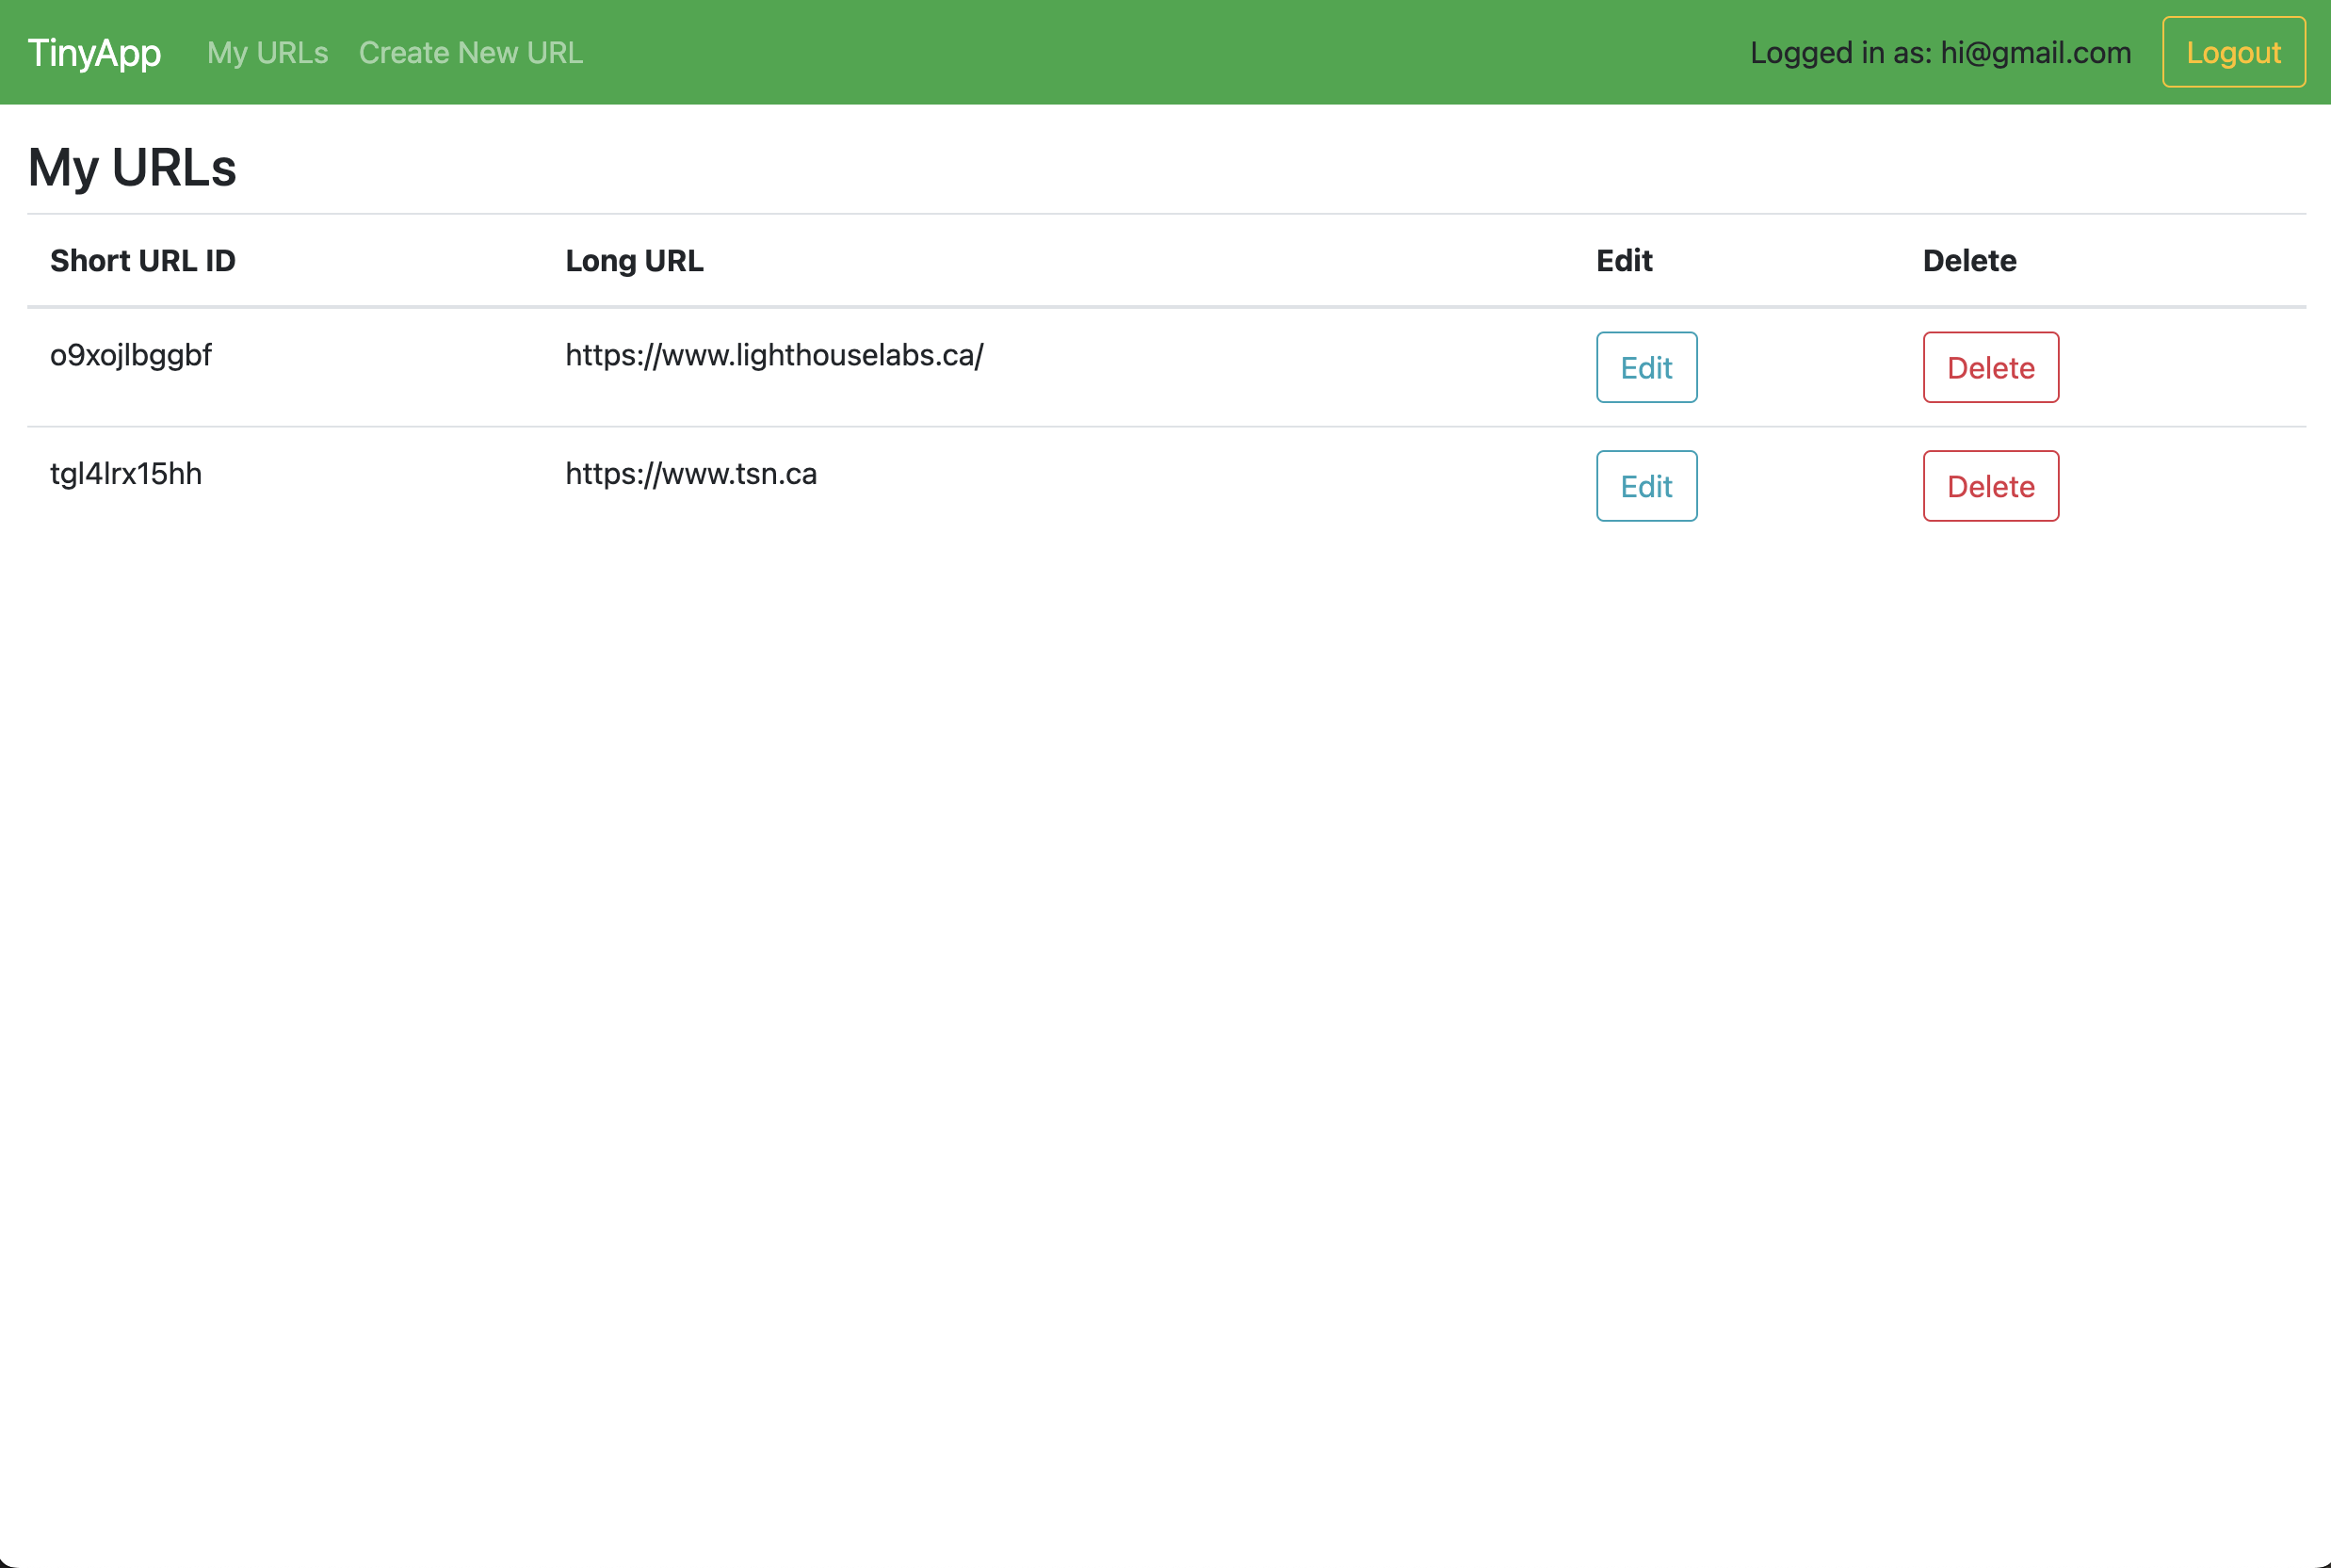 TinyApp My URLs Create New URL Logged in as: hi@gmail.com Logout
My URLs
Short URL ID Long URL Edit Delete
o9xojlbggbf https://www.lighthouselabs.ca/ Edit Delete
tgl4lrx15hh https://www.tsn.ca Edit Delete